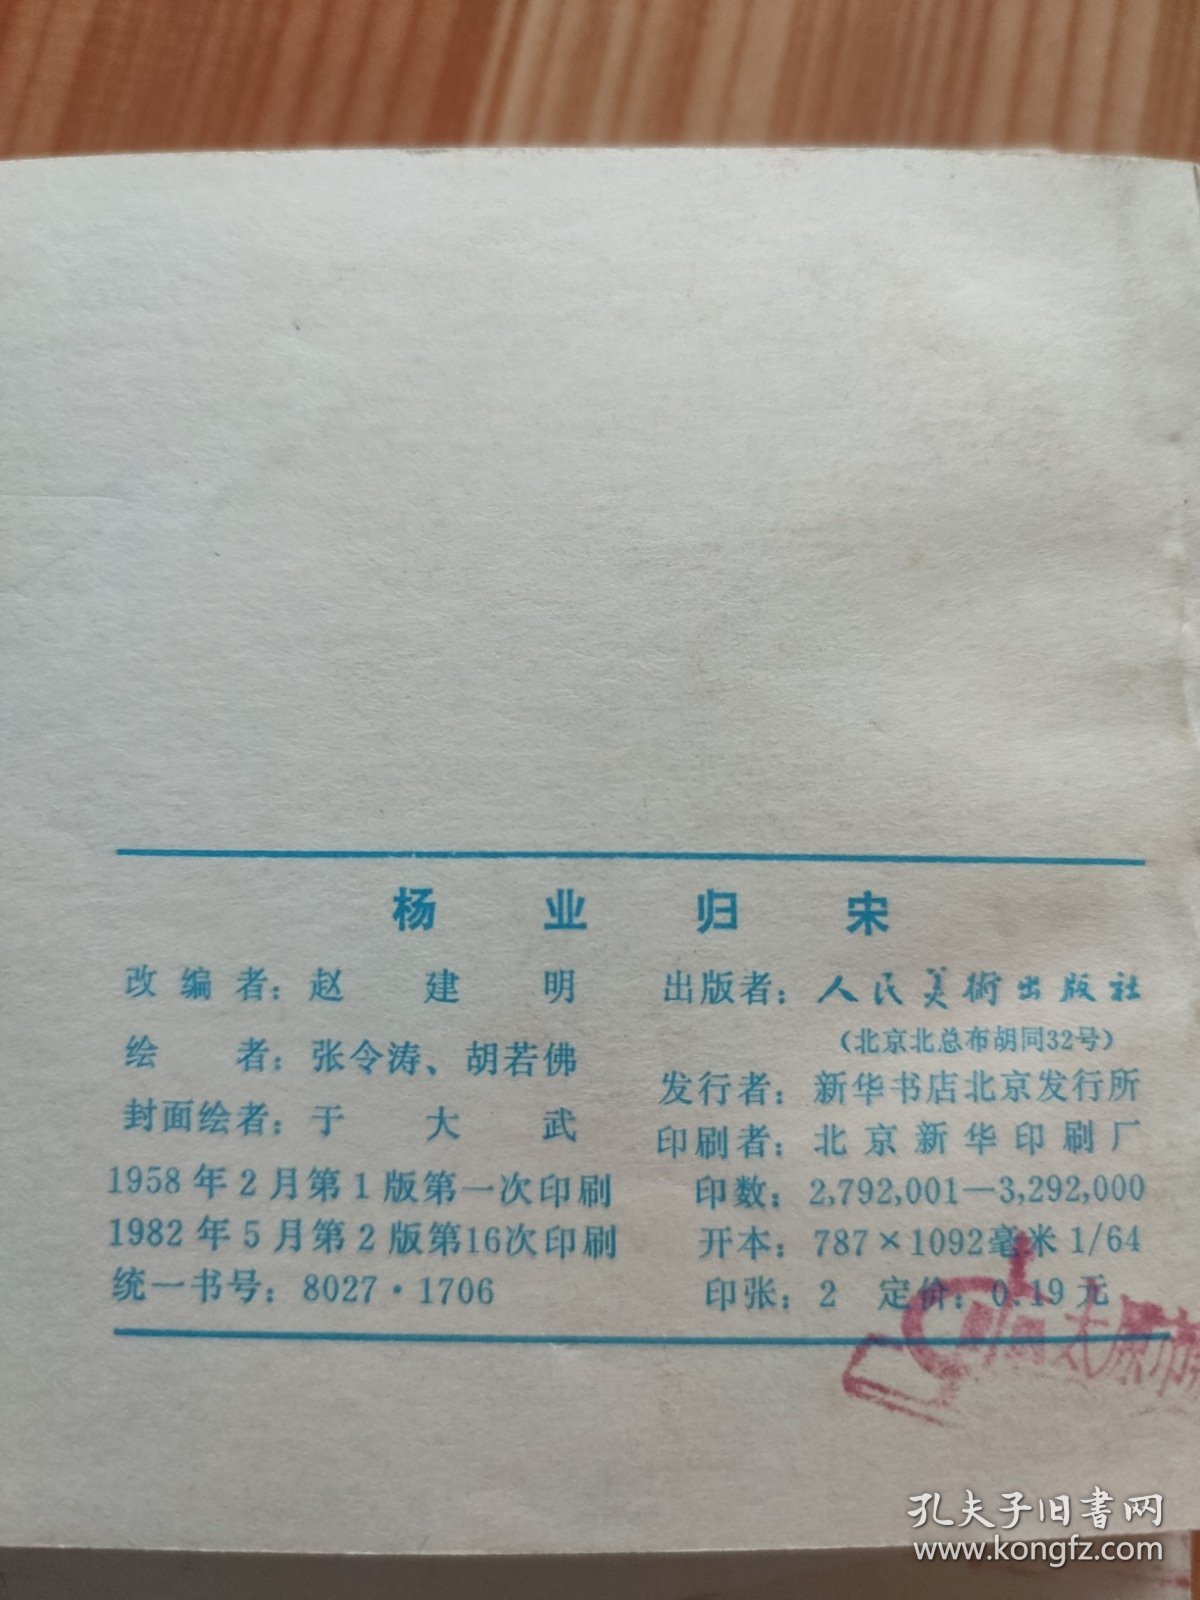 杨业归宋
改编者：赵建明
绘者：张令涛、胡若佛
封面绘者：于大武
1958年2月第1版第一次印刷
1982年5月第2版第16次印刷
统一书号：8027·1706
出版者：人民美術出版社
（北京北总布胡同32号）
发行者：新华书店北京发行所
印刷者：北京新华印刷厂
印数：2,792,001—3,292,000
开本：787×1092毫米1/64
印张：2 定价：0.19元
太原市
孔夫子旧书网
www.kongfz.com